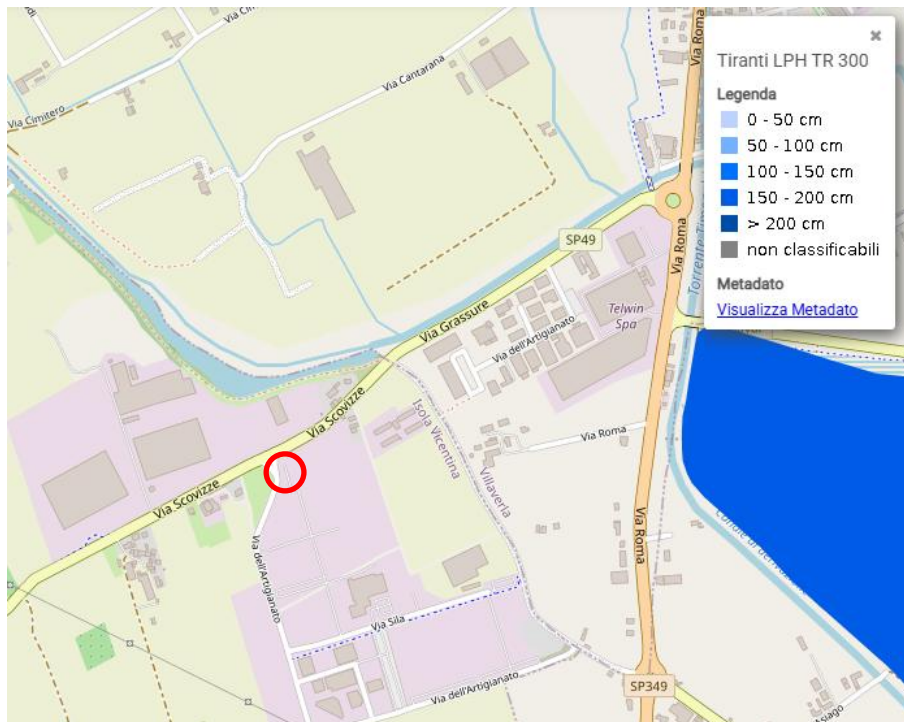 Via Cimitero
Via Cimitero
Via Cantarana
Via Roma
Tiranti LPH TR 300
Legenda
0 - 50 cm
50 - 100 cm
100 - 150 cm
150 - 200 cm
> 200 cm
non classificabili
Metadato
Visualizza Metadato
SP49
Via Roma
Via Grassure
Telwin
Spa
Via dell'Artigianato
Via Scovizze
Isola Vicentina
Villaverla
Via Roma
Via Scovizze
Via Roma
Via dell'Artigianato
Via Sila
SP349
Via dell'Artigianato
Asiago